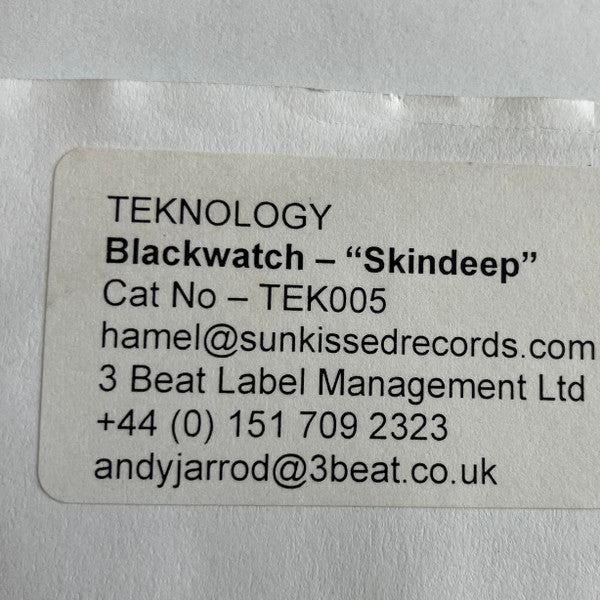 TEKNOLOGY
Blackwatch – “Skindeep”
Cat No – TEK005
hamel@sunkissedrecords.com
3 Beat Label Management Ltd
+44 (0) 151 709 2323
andyjarrod@3beat.co.uk